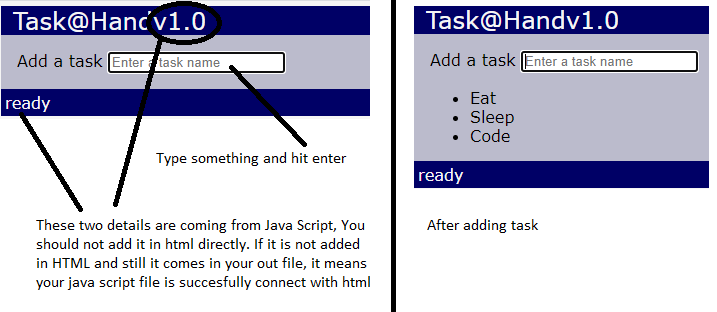 Task@Handv1.0
Add a task Enter a task name
ready
Type something and hit enter
These two details are coming from Java Script, You
should not add it in html directly. If it is not added
in HTML and still it comes in your out file, it means
your java script file is succesfully connect with html
Task@Handv1.0
Add a task Enter a task name
Eat
Sleep
Code
ready
After adding task